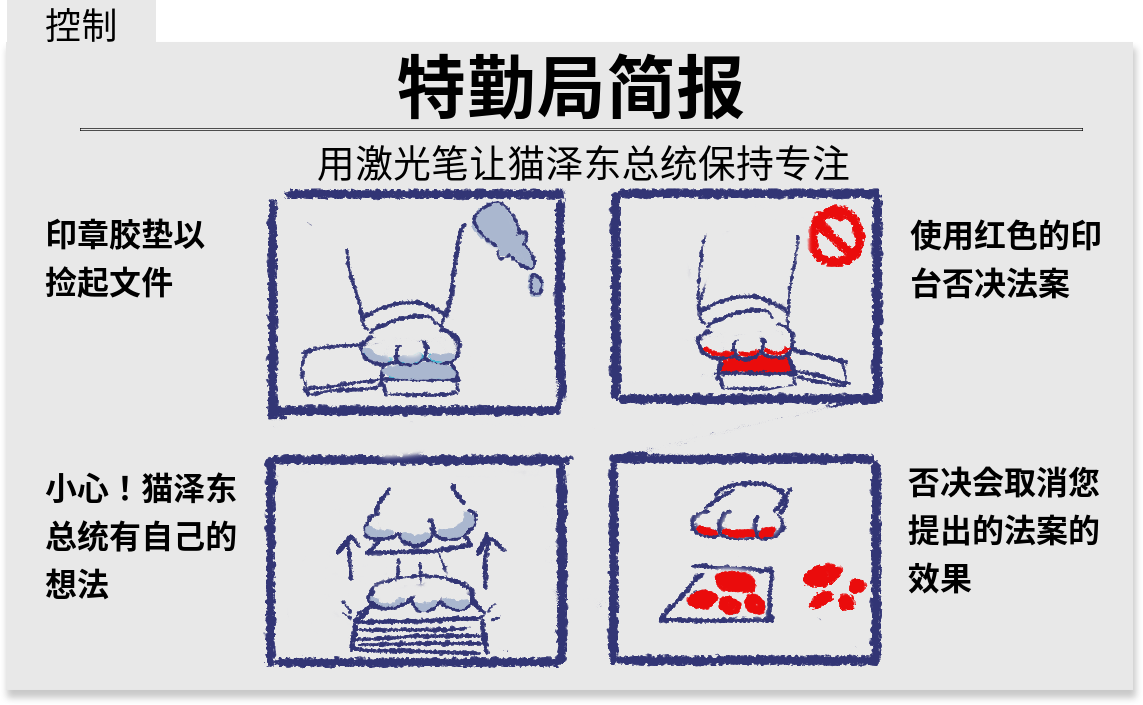 控制
特勤局简报
用激光笔让猫泽东总统保持专注
印章胶垫以
捡起文件
使用红色的印
台否决法案
小心！猫泽东
总统有自己的
想法
否决会取消您
提出的法案的
效果